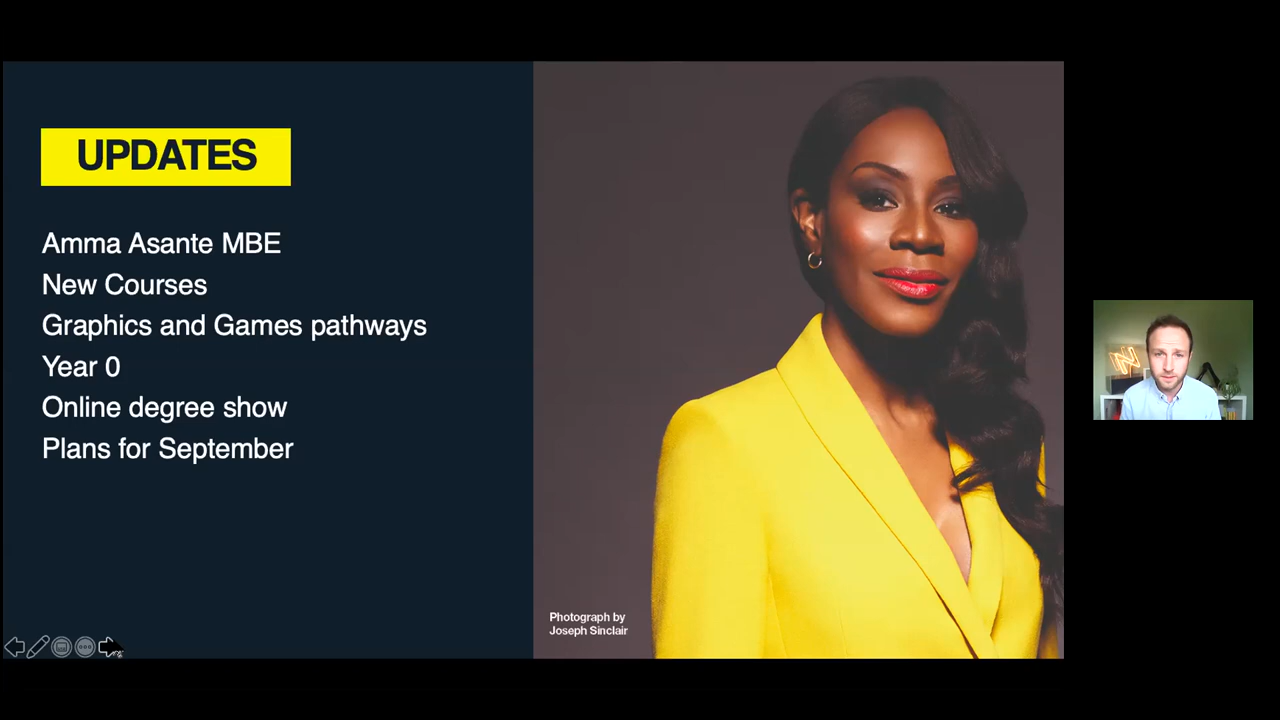 UPDATES
Amma Asante MBE
New Courses
Graphics and Games pathways
Year 0
Online degree show
Plans for September
Photograph by
Joseph Sinclair